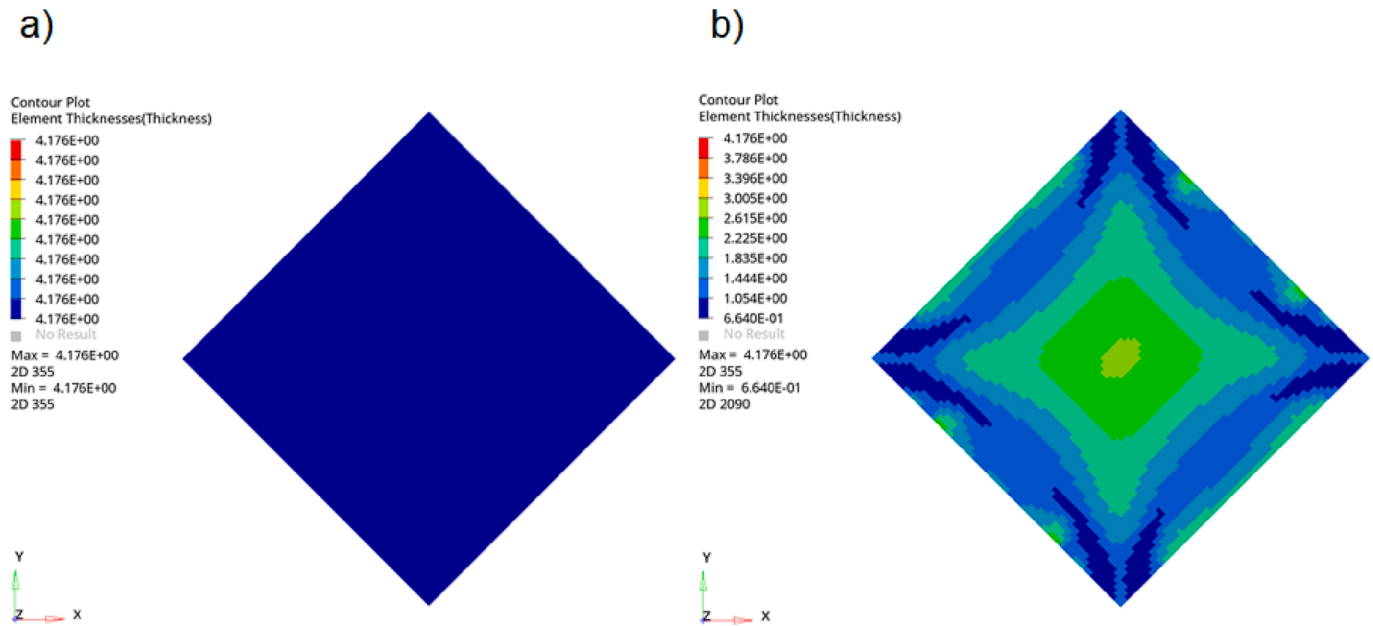 a)
Contour Plot
Element Thicknesses(Thickness)
4.176E+00
4.176E+00
4.176E+00
4.176E+00
4.176E+00
4.176E+00
4.176E+00
4.176E+00
4.176E+00
4.176E+00
No Result
Max = 4.176E+00
2D 355
Min = 4.176E+00
2D 355
Y
Z
X
b)
Contour Plot
Element Thicknesses(Thickness)
4.176E+00
3.786E+00
3.396E+00
3.005E+00
2.615E+00
2.225E+00
1.835E+00
1.444E+00
1.054E+00
6.640E-01
No Result
Max = 4.176E+00
2D 355
Min = 6.640E-01
2D 2090
Y
Z
X